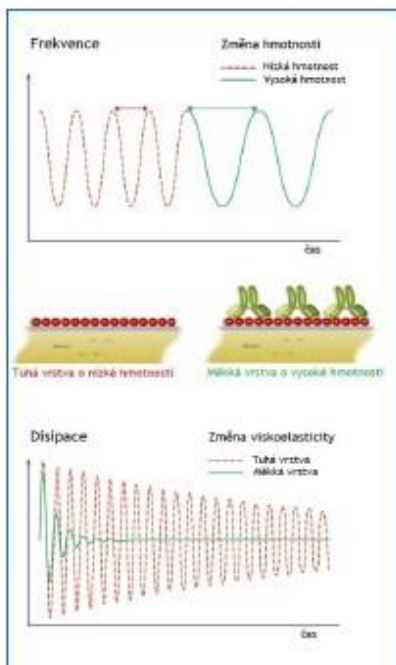 Frekvence
Změna hmotnosti
Nízká hmotnost
Vysoká hmotnost
čas
Tuhá vrstva o nízké hmotnosti
Měkká vrstva o vysoké hmotnosti
Disipace
Změna viskoelasticity
Tuhá vrstva
Měkká vrstva
čas